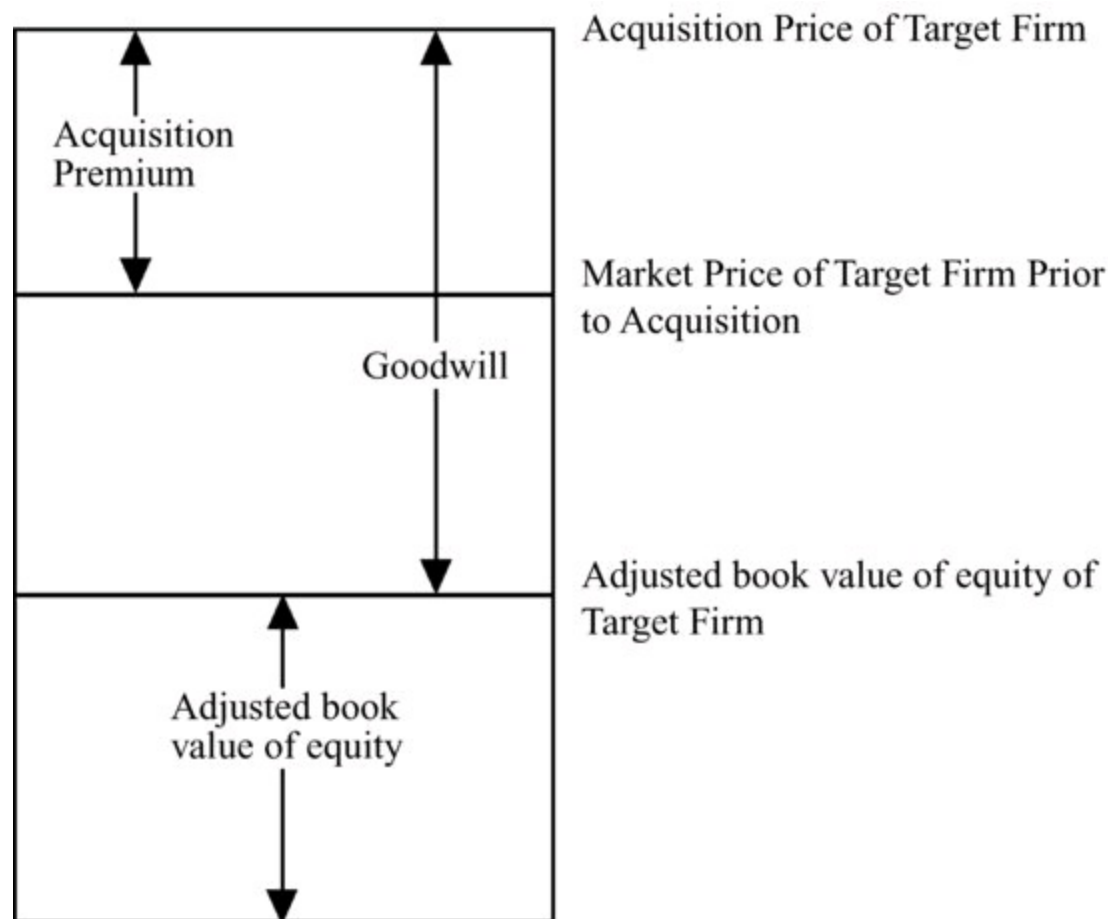 Acquisition Price of Target Firm
Acquisition
Premium
Market Price of Target Firm Prior
to Acquisition
Goodwill
Adjusted book value of equity of
Target Firm
Adjusted book
value of equity